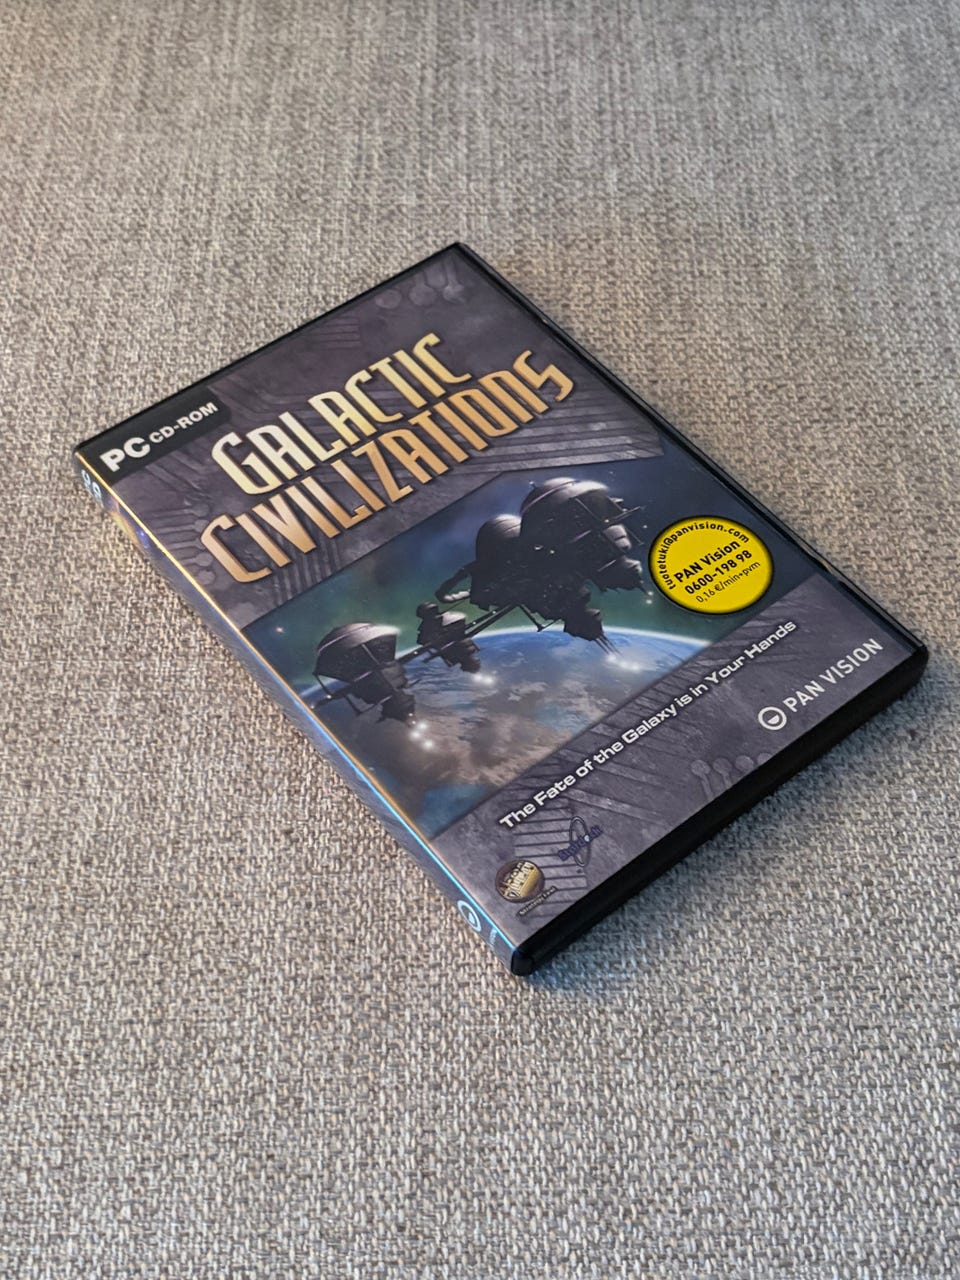 PC CD-ROM
GALACTIC
CIVILIZATIONS
tuotetuki@panvision.com
PAN Vision
0600-198 98
0,16 €/min+pvm
The Fate of the Galaxy is in Your Hands
PAN VISION
Stardock